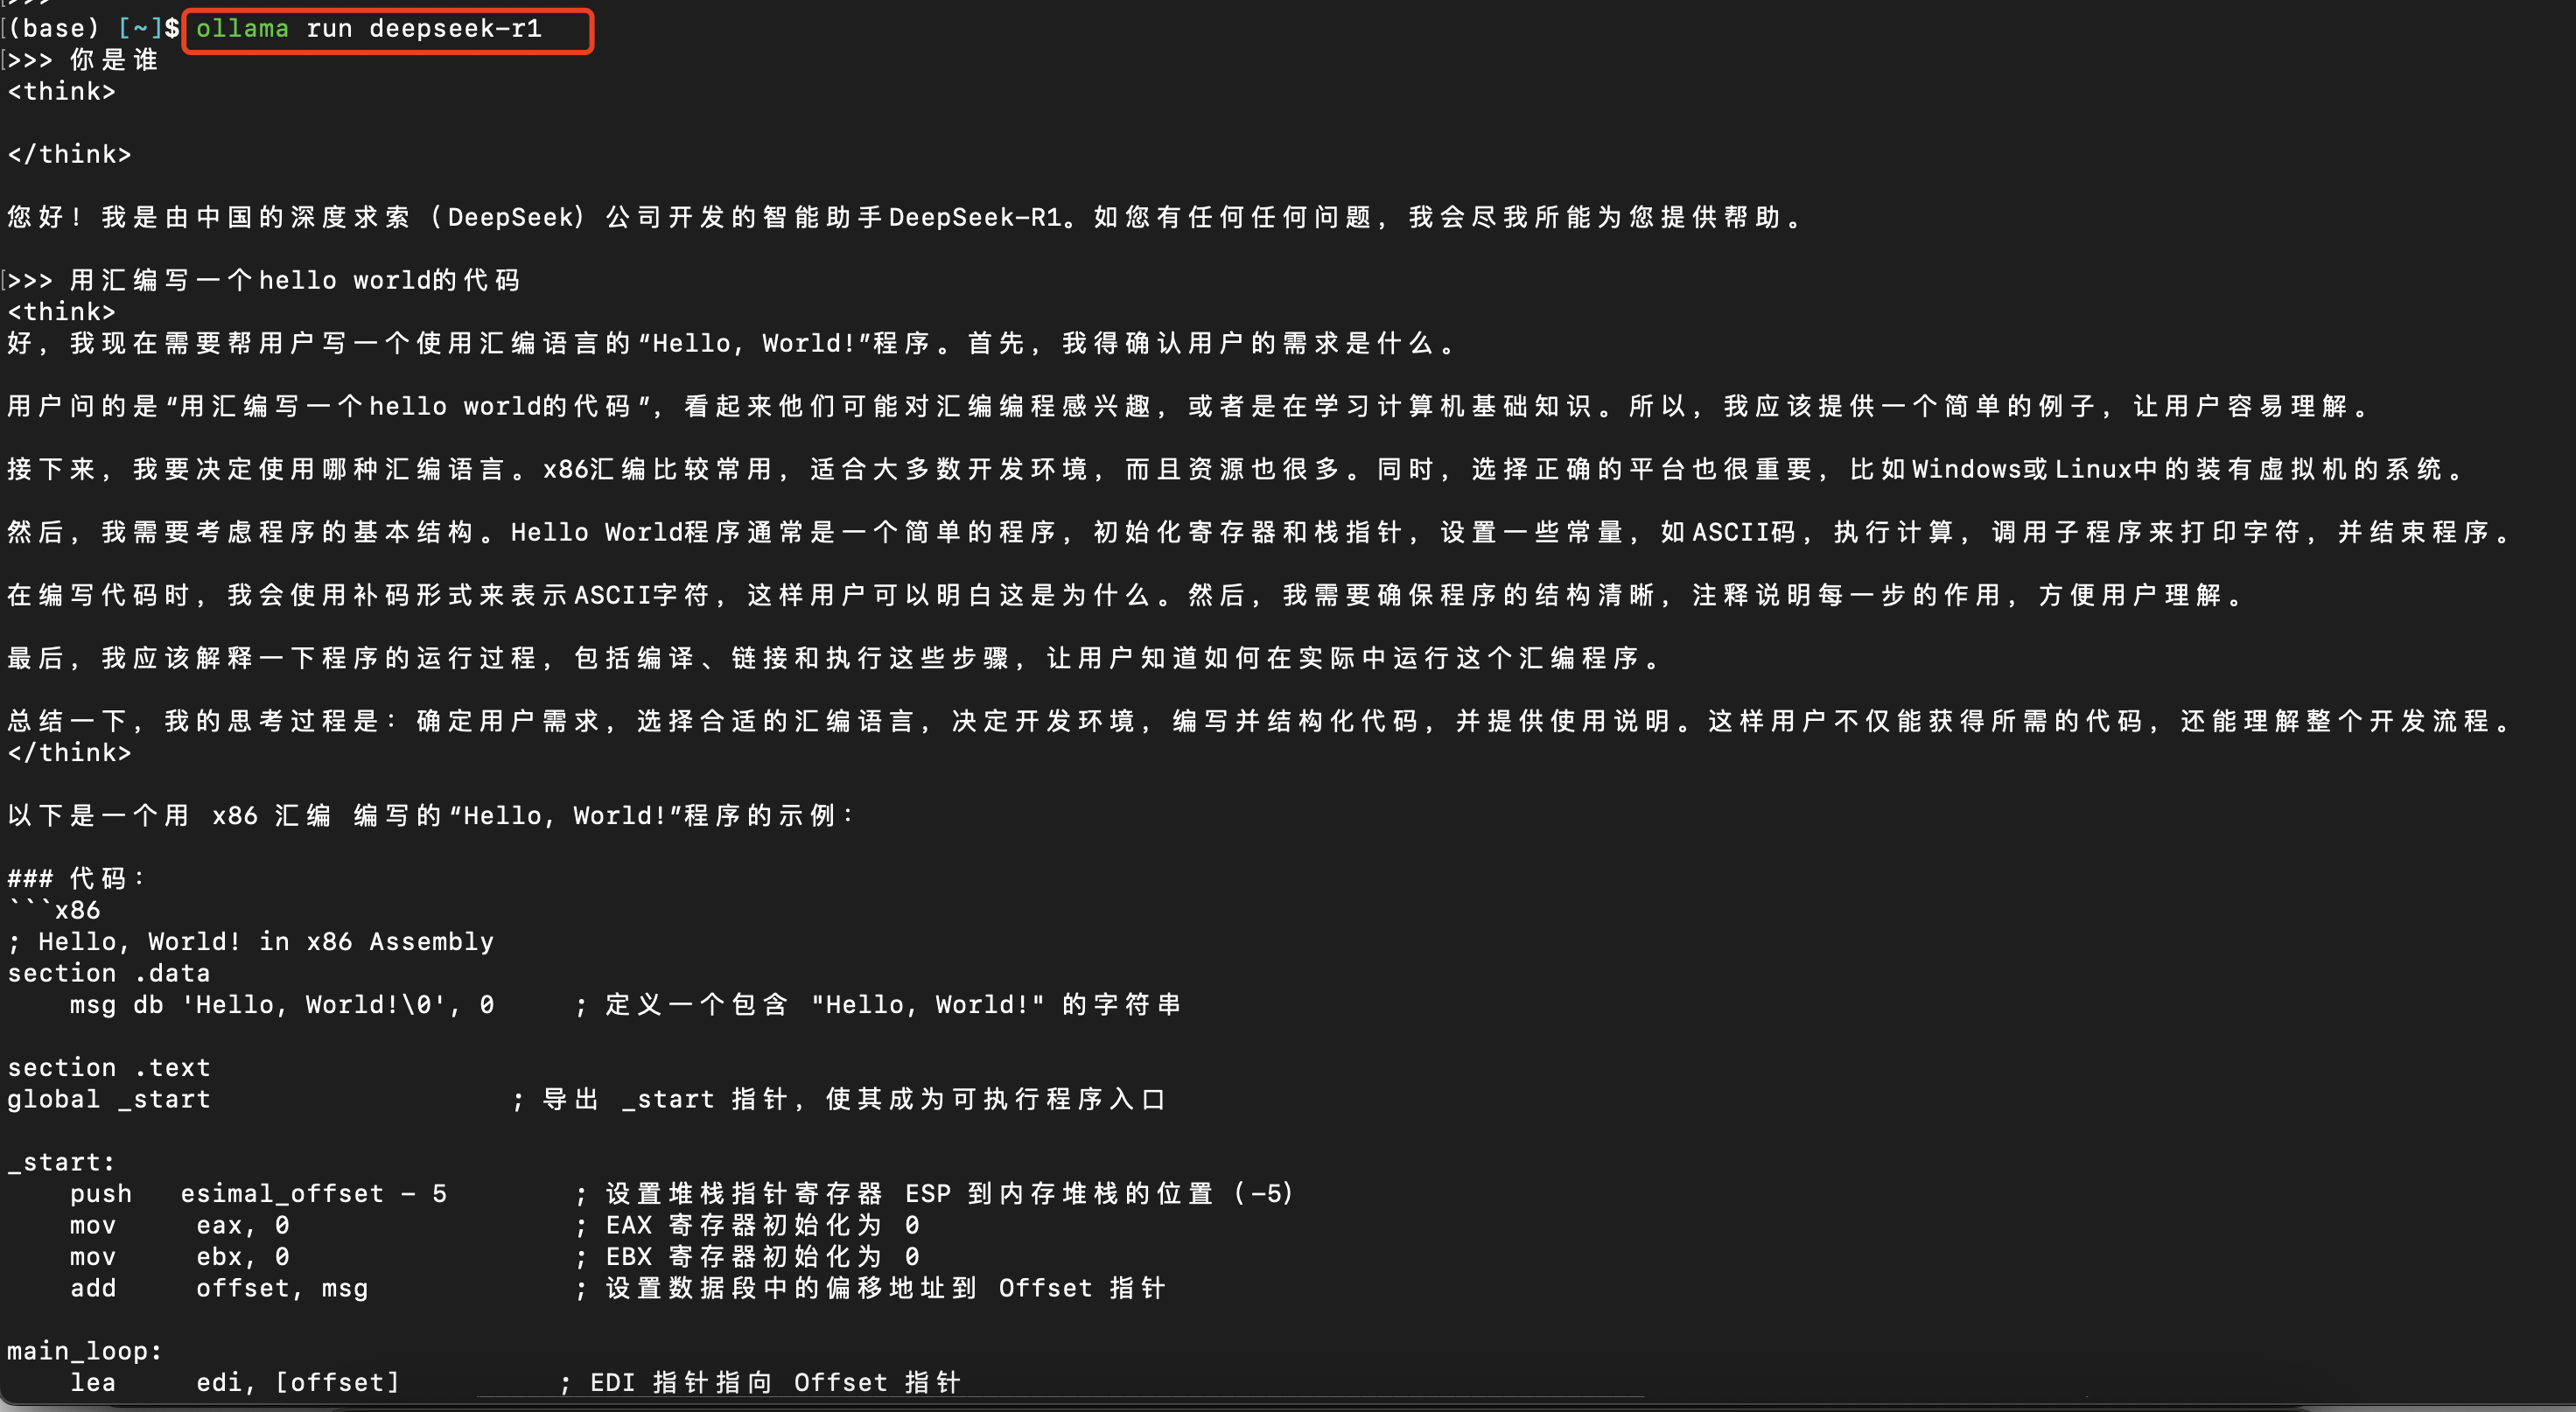 (base) [~]$ ollama run deepseek-r1
>>> 你是谁
<think>
</think>
您好！我是由中国的深度求索（DeepSeek）公司开发的智能助手DeepSeek-R1。如您有任何任何问题，我会尽我所能为您提供帮助。
>>> 用汇编写一个hello world的代码
<think>
好，我现在需要帮用户写一个使用汇编语言的“Hello, World!”程序。首先，我得确认用户的需求是什么。
用户问的是“用汇编写一个hello world的代码”，看起来他们可能对汇编编程感兴趣，或者是在学习计算机基础知识。所以，我应该提供一个简单的例子，让用户容易理解。
接下来，我要决定使用哪种汇编语言。x86汇编比较常用，适合大多数开发环境，而且资源也很多。同时，选择正确的平台也很重要，比如Windows或Linux中的装有虚拟机的系统。
然后，我需要考虑程序的基本结构。Hello World程序通常是一个简单的程序，初始化寄存器和栈指针，设置一些常量，如ASCII码，执行计算，调用子程序来打印字符，并结束程序。
在编写代码时，我会使用补码形式来表示ASCII字符，这样用户可以明白这是为什么。然后，我需要确保程序的结构清晰，注释说明每一步的作用，方便用户理解。
最后，我应该解释一下程序的运行过程，包括编译、链接和执行这些步骤，让用户知道如何在实际中运行这个汇编程序。
总结一下，我的思考过程是：确定用户需求，选择合适的汇编语言，决定开发环境，编写并结构化代码，并提供使用说明。这样用户不仅能获得所需的代码，还能理解整个开发流程。
</think>
以下是一个用 x86 汇编 编写的“Hello, World!”程序的示例：
### 代码：
```x86
; Hello, World! in x86 Assembly
section .data
    msg db 'Hello, World!\0', 0     ; 定义一个包含 "Hello, World!" 的字符串
section .text
global _start                   ; 导出 _start 指针，使其成为可执行程序入口
_start:
    push   esimal_offset - 5        ; 设置堆栈指针寄存器 ESP 到内存堆栈的位置（-5）
    mov     eax, 0                  ; EAX 寄存器初始化为 0
    mov     ebx, 0                  ; EBX 寄存器初始化为 0
    add     offset, msg             ; 设置数据段中的偏移地址到 Offset 指针
main_loop:
    lea     edi, [offset]          ; EDI 指针指向 Offset 指针